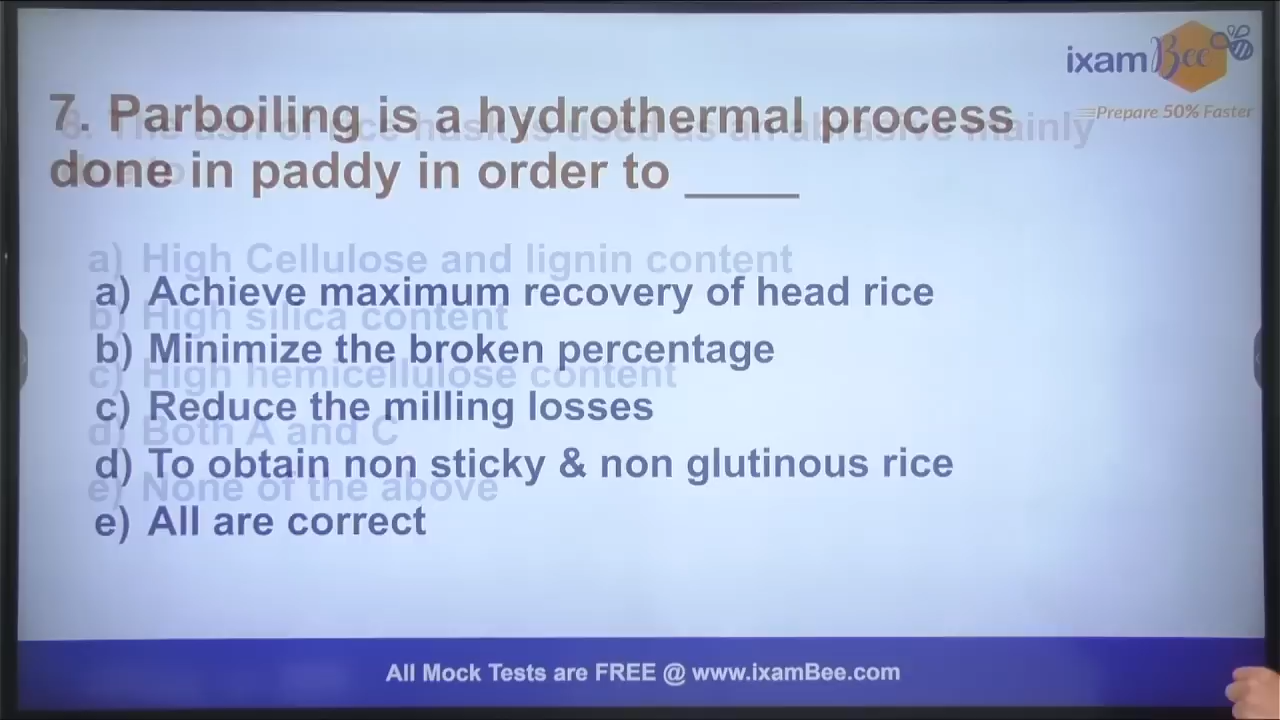 ixamBee
Prepare 50% Faster
7. Parboiling is a hydrothermal process
done in paddy in order to _____
a) High Cellulose and lignin content
a) Achieve maximum recovery of head rice
b) High silica content
b) Minimize the broken percentage
c) High hemicellulose content
c) Reduce the milling losses
d) Both A and C
d) To obtain non sticky & non glutinous rice
e) None of the above
e) All are correct
All Mock Tests are FREE @ www.ixamBee.com